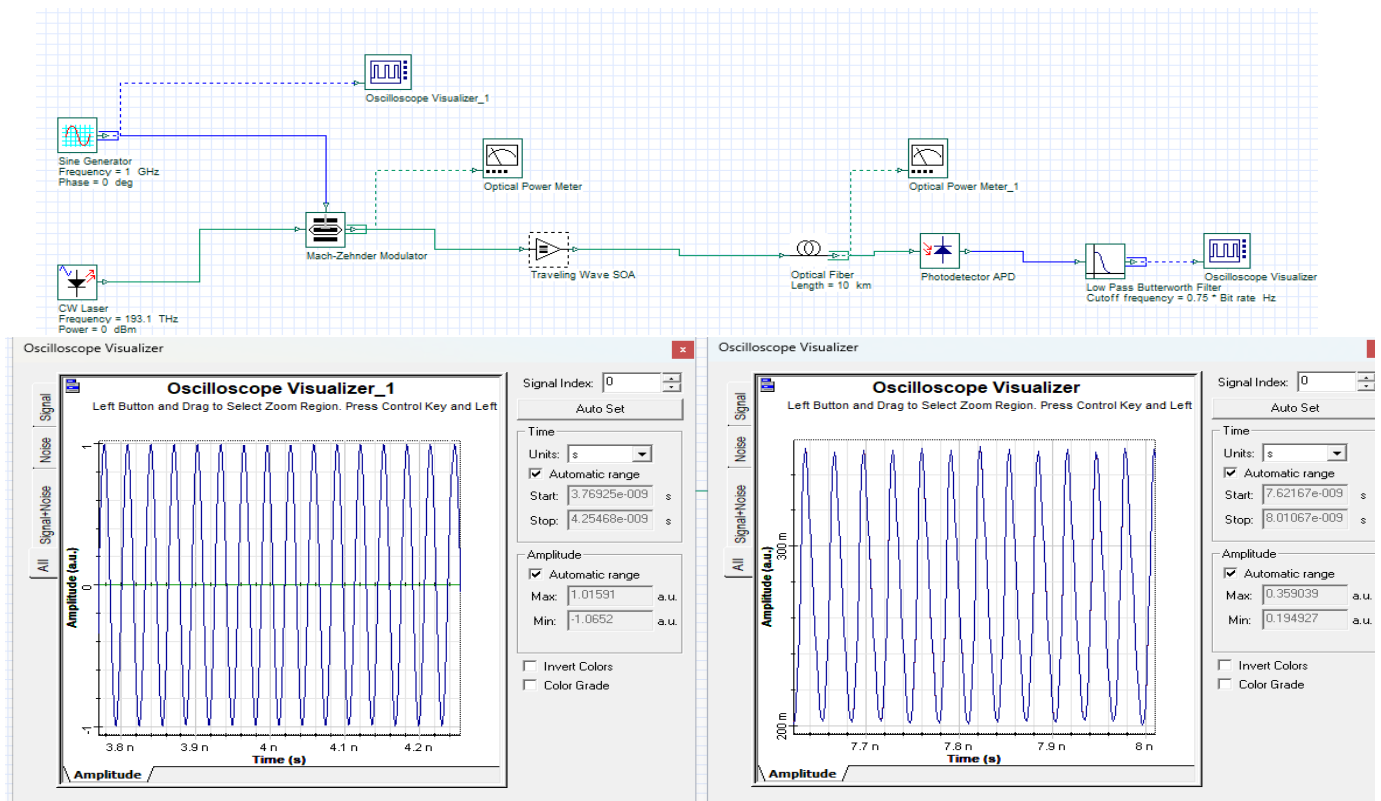 Oscilloscope Visualizer_1
Sine Generator
Frequency = 1 GHz
Phase = 0 deg
Optical Power Meter
Optical Power Meter_1
Mach-Zehnder Modulator
Traveling Wave SOA
Optical Fiber
Length = 10 km
Photodetector APD
Oscilloscope Visualizer
Low Pass Butterworth Filter
Cutoff frequency = 0.75 * Bit rate Hz
CW Laser
Frequency = 193.1 THz
Power = 0 dBm
Oscilloscope Visualizer
x
Oscilloscope Visualizer_1
Left Button and Drag to Select Zoom Region. Press Control Key and Left
Signal
Noise
Signal+Noise
All
Amplitude (a.u.)
1
0
-1
3.8 n 3.9 n 4 n 4.1 n 4.2 n
Time (s)
Amplitude
Signal Index: 0
Auto Set
Time
Units: s
Automatic range
Start: 3.76925e-009 s
Stop: 4.25468e-009 s
Amplitude
Automatic range
Max: 1.01591 a.u.
Min: -1.0652 a.u.
Invert Colors
Color Grade
Oscilloscope Visualizer
Oscilloscope Visualizer
Left Button and Drag to Select Zoom Region. Press Control Key and Left
Signal
Noise
Signal+Noise
All
Amplitude (a.u.)
300 m
200 m
7.7 n 7.8 n 7.9 n 8 n
Time (s)
Amplitude
Signal Index: 0
Auto Set
Time
Units: s
Automatic range
Start: 7.62167e-009 s
Stop: 8.01067e-009 s
Amplitude
Automatic range
Max: 0.359039 a.u.
Min: 0.194927 a.u.
Invert Colors
Color Grade